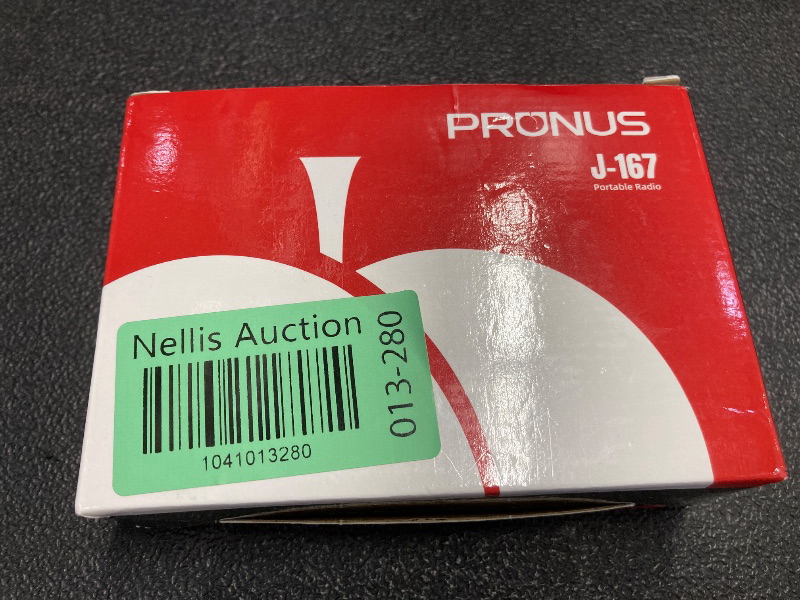 PRONUS
J-167
Portable Radio
Nellis Auction
013-280
1041013280